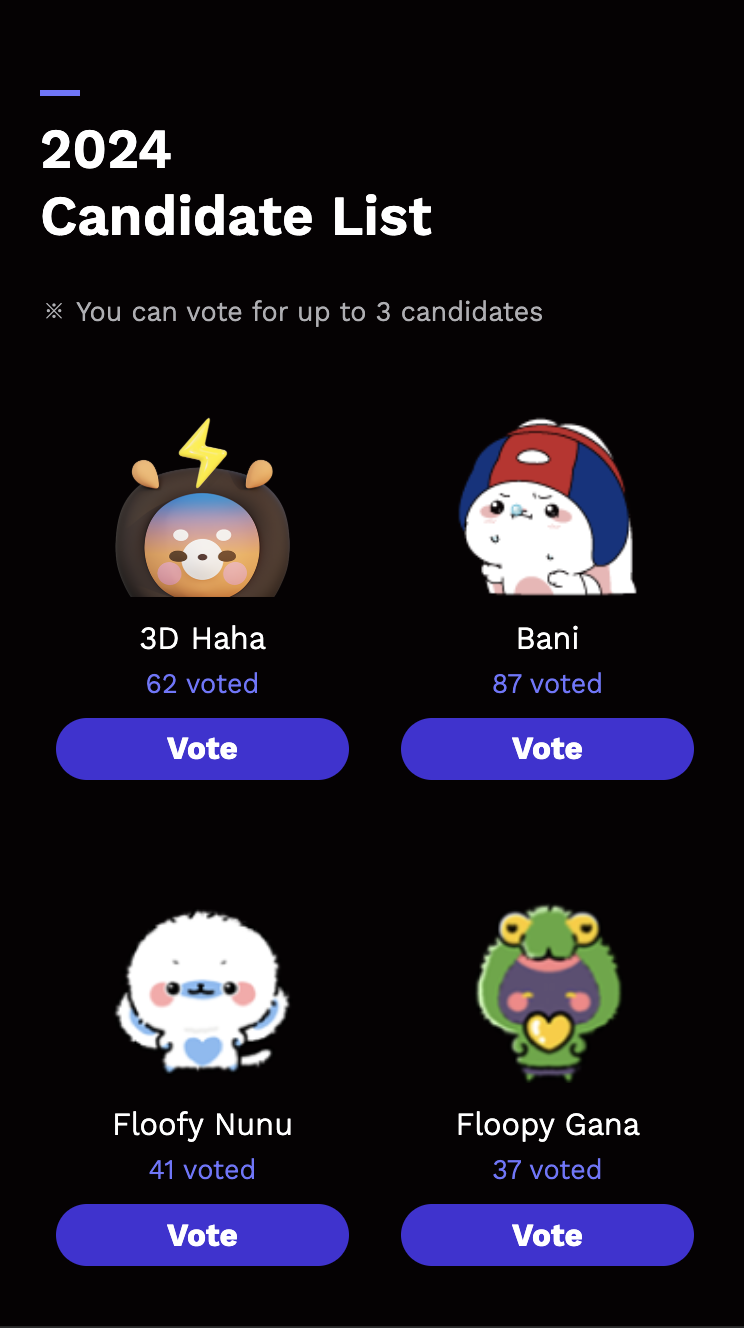 2024
Candidate List
※ You can vote for up to 3 candidates
3D Haha
Bani
62 voted
87 voted
Vote
Vote
Floofy Nunu
Floopy Gana
41 voted
37 voted
Vote
Vote